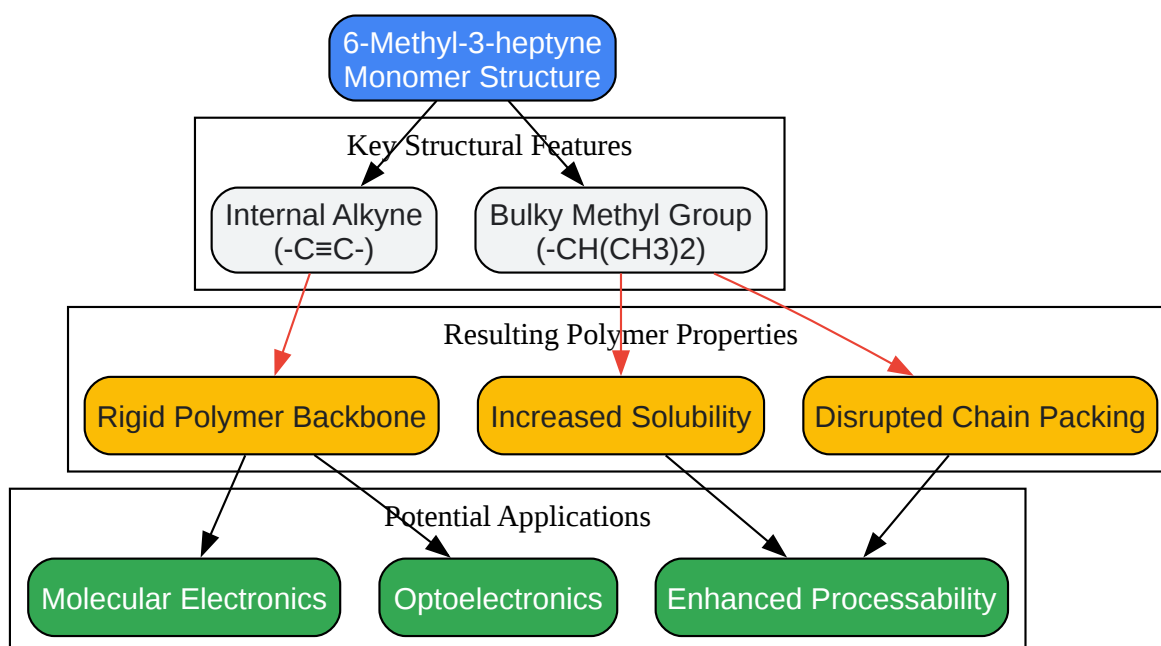 6-Methyl-3-heptyne
Monomer Structure
Key Structural Features
Internal Alkyne
(-C≡C-)
Bulky Methyl Group
(-CH(CH3)2)
Resulting Polymer Properties
Rigid Polymer Backbone
Increased Solubility
Disrupted Chain Packing
Potential Applications
Molecular Electronics
Optoelectronics
Enhanced Processability